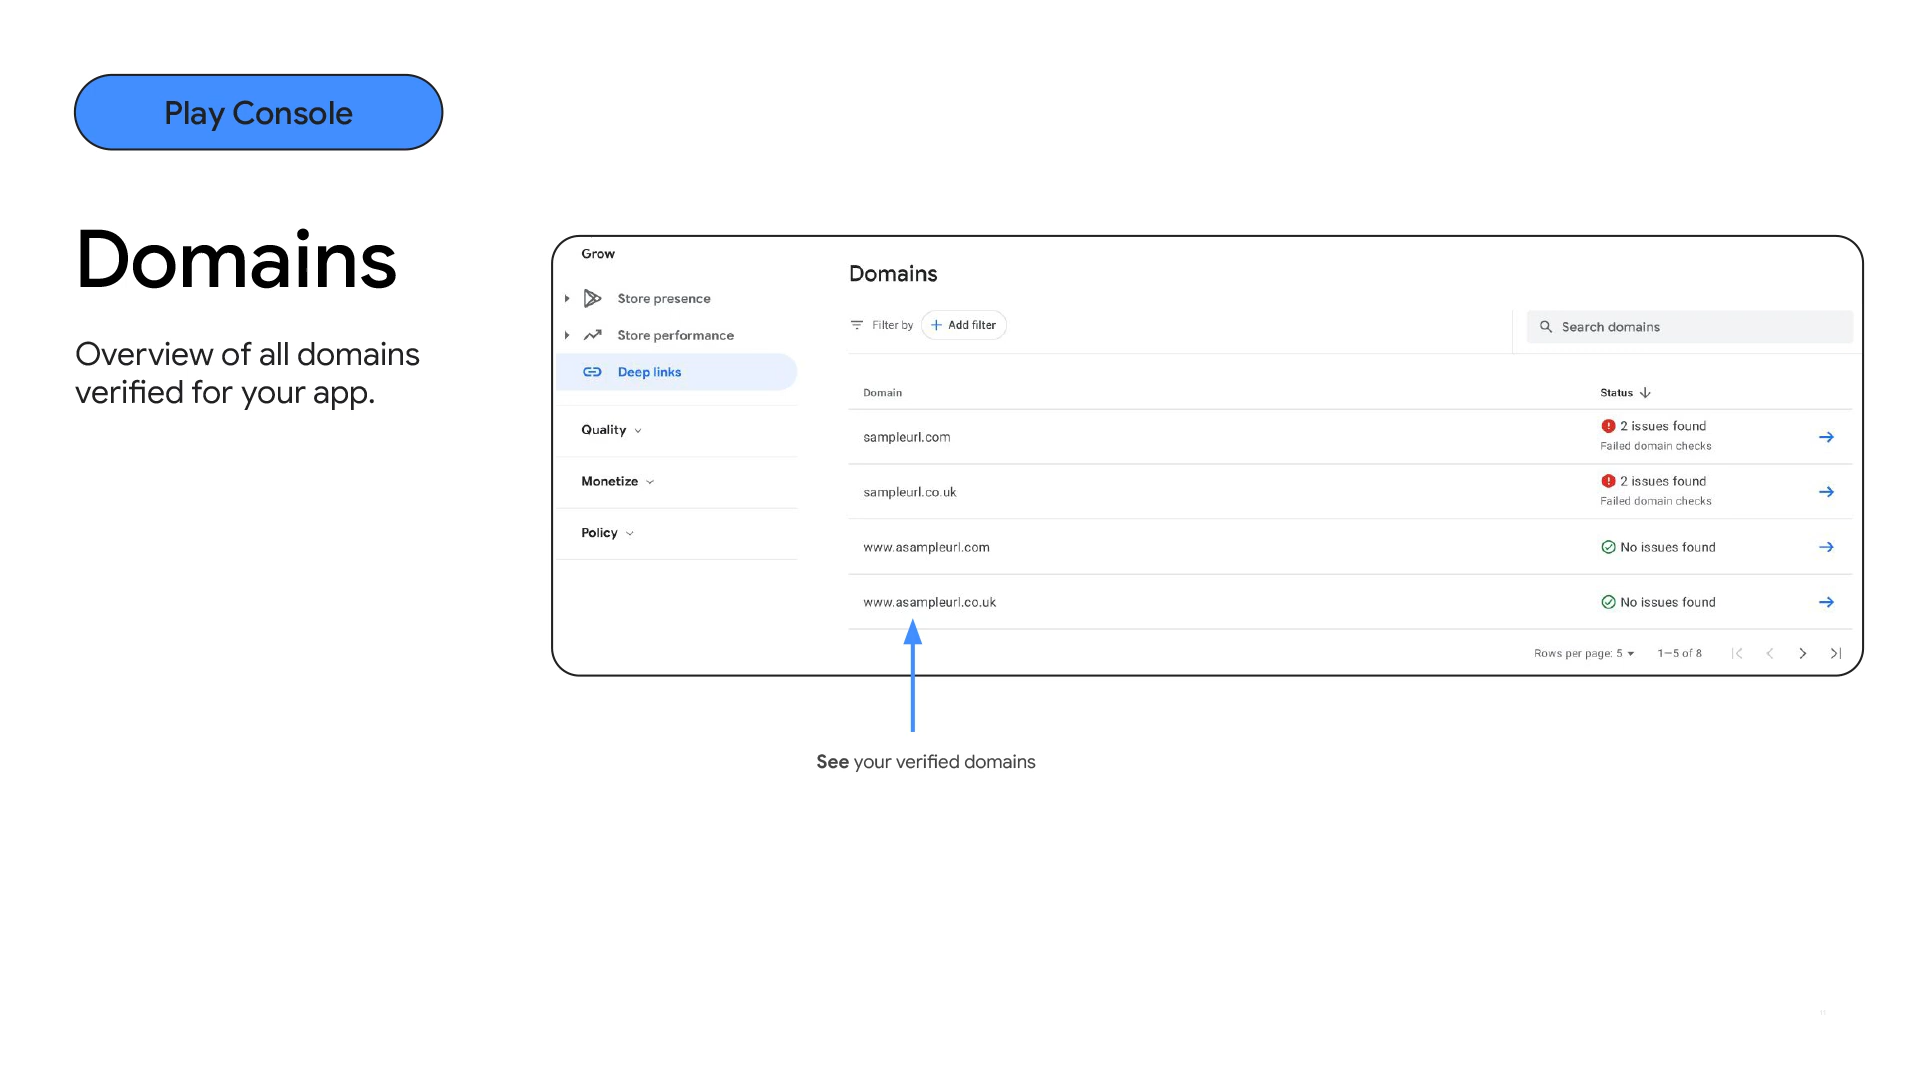 Play Console
Domains
Overview of all domains
verified for your app.
Grow
Store presence
Store performance
Deep links
Quality
Monetize
Policy
Domains
Filter by
Add filter
Search domains
Domain
Status
sampleurl.com
2 issues found
Failed domain checks
sampleurl.co.uk
2 issues found
Failed domain checks
www.asampleurl.com
No issues found
www.asampleurl.co.uk
No issues found
Rows per page: 5
1–5 of 8
See your verified domains